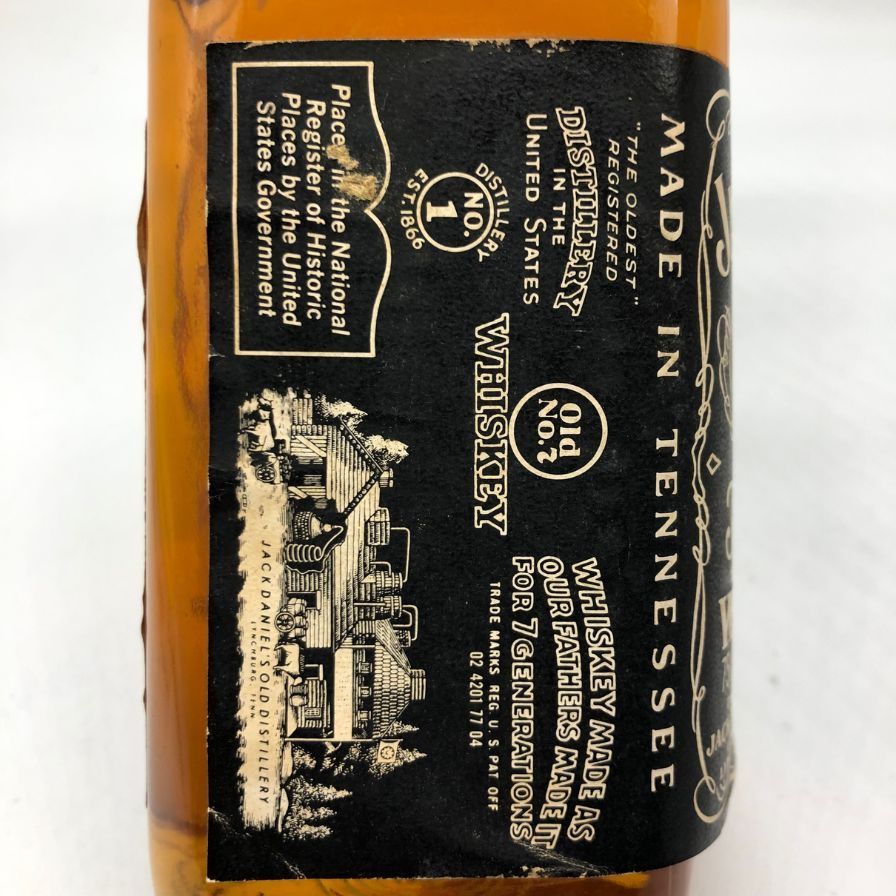 MADE IN TENNESSEE
"THE OLDEST"
REGISTERED
DISTILLERY
IN THE
UNITED STATES
DISTILLERY
NO.
1
EST. 1866
Old
NO. 7
WHISKEY
WHISKEY MADE AS
OUR FATHERS MADE IT
FOR 7 GENERATIONS
TRADE MARKS REG. U. S PAT OFF
02 4201 77 04
Placed in the National
Register of Historic
Places by the United
States Government
JACK DANIEL'S OLD DISTILLERY
LYNCHBURG, TENN